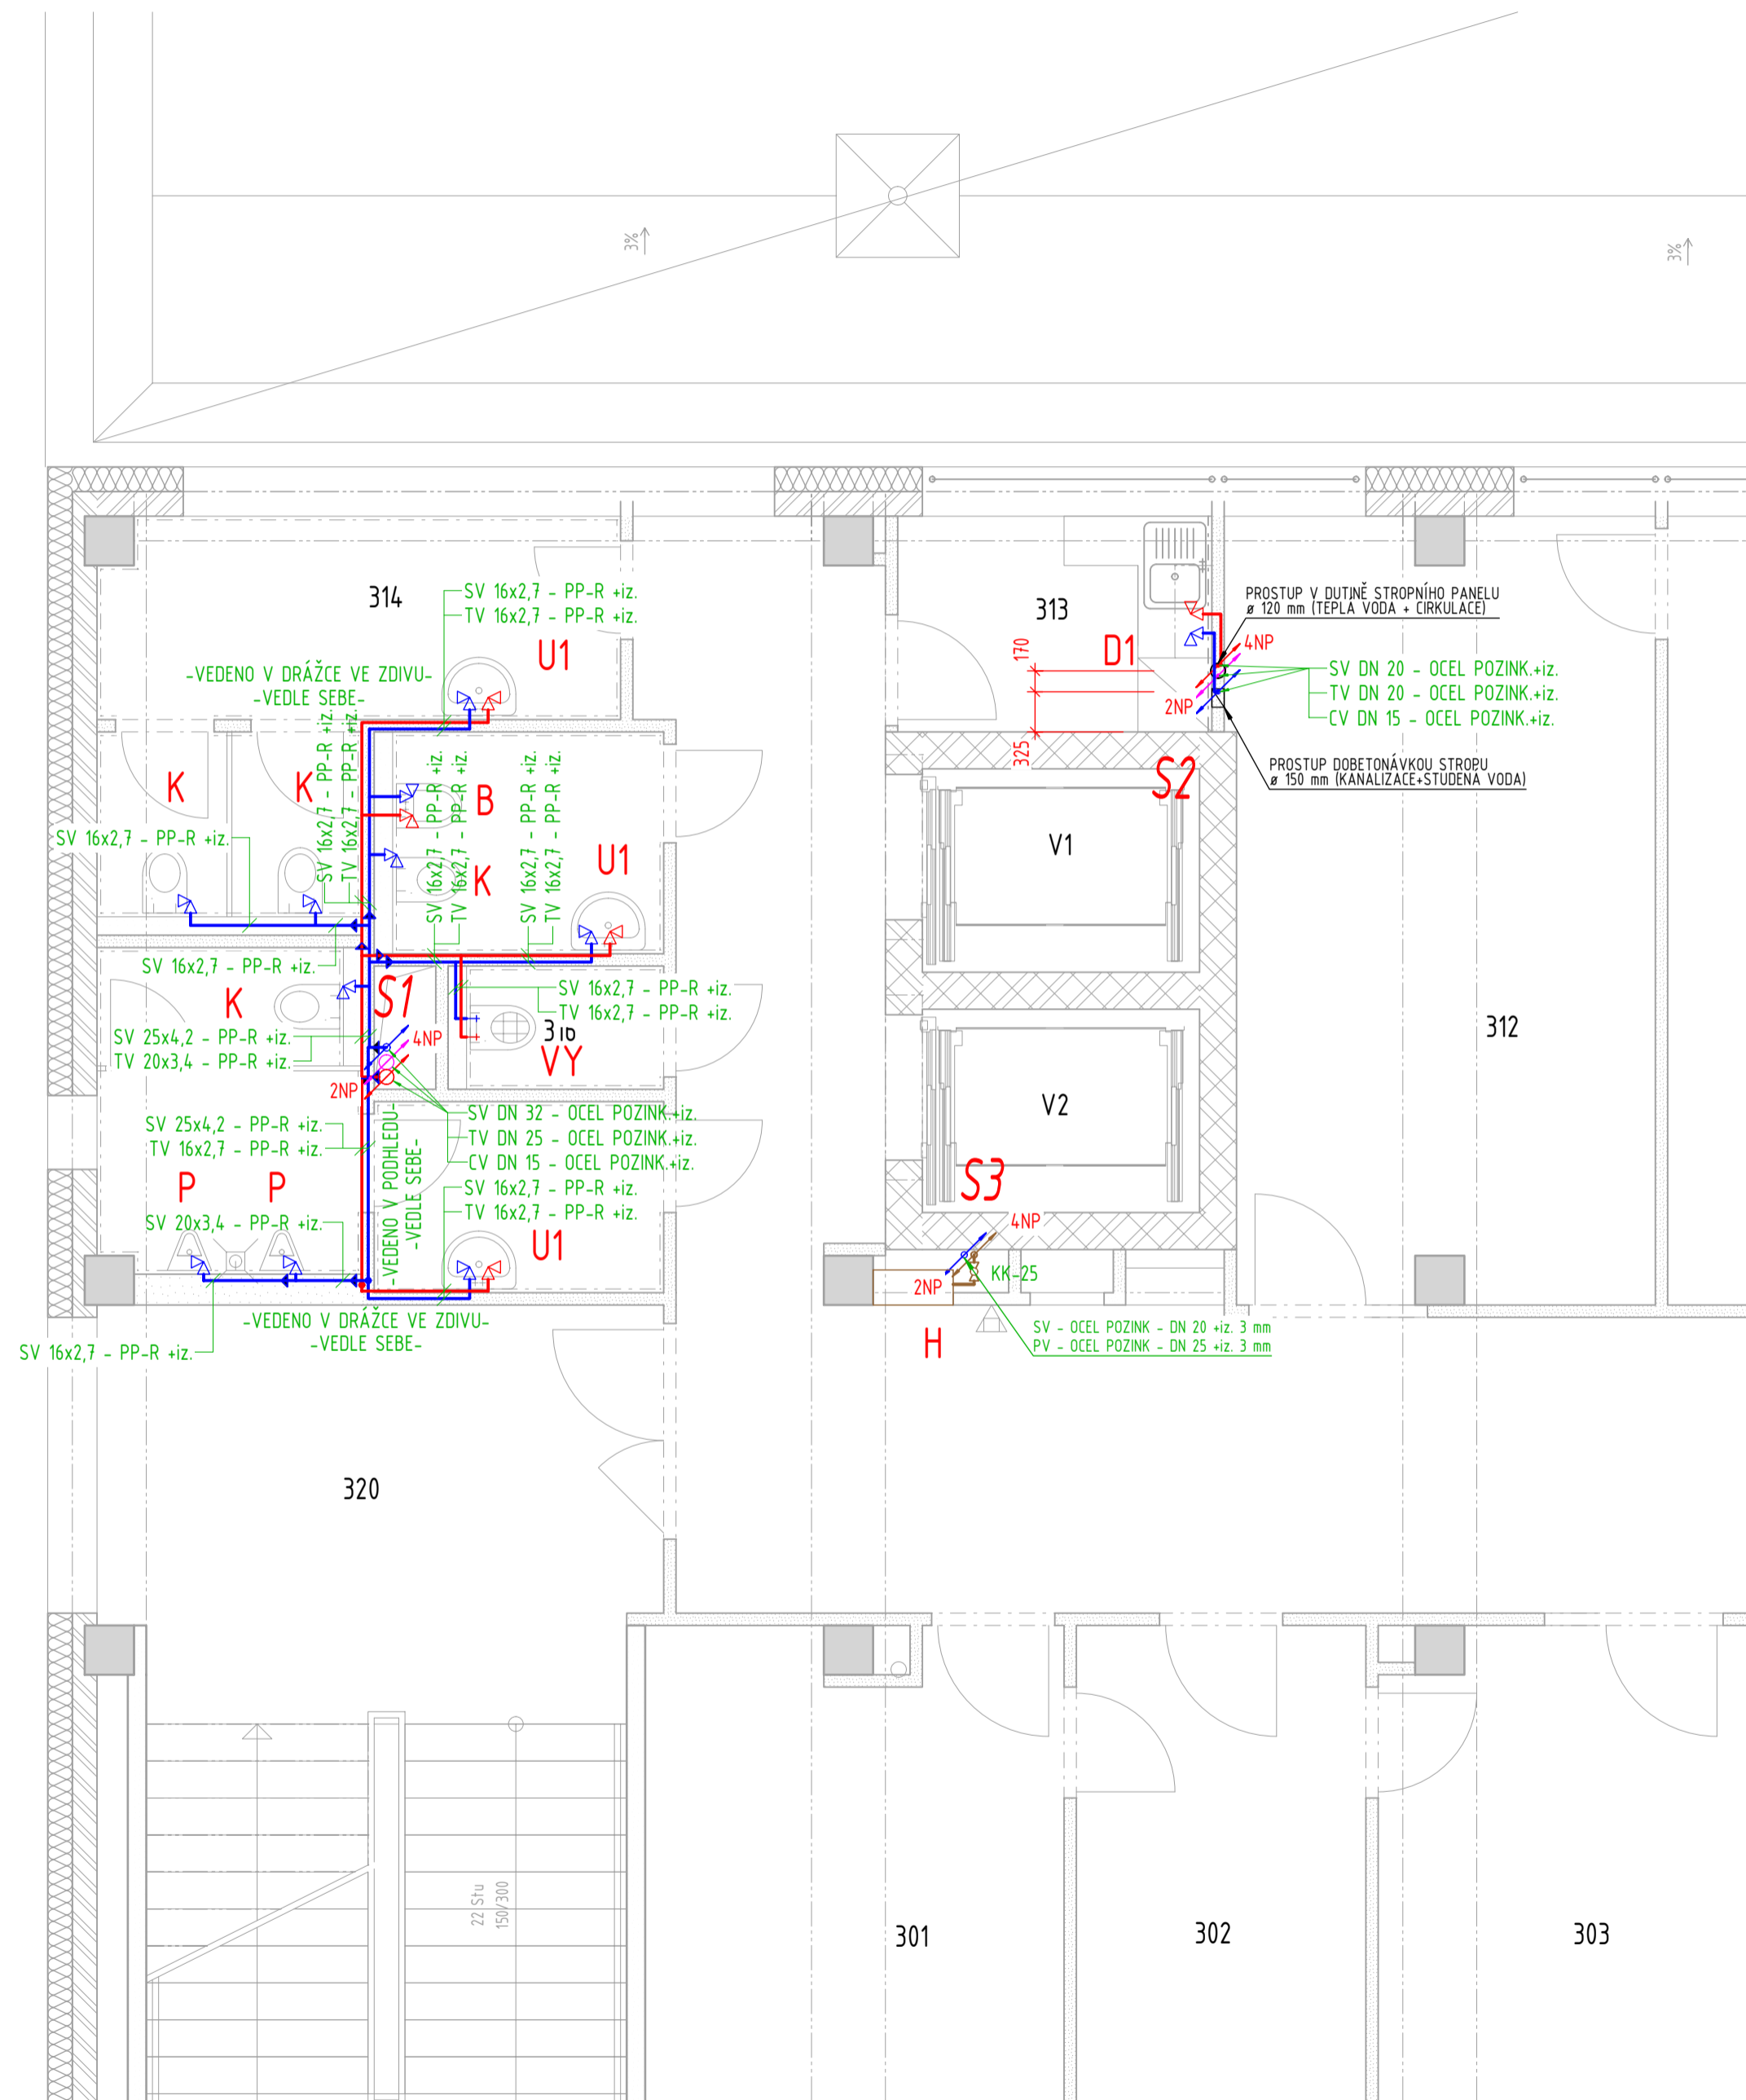 3%
3%
314
SV 16x2,7 - PP-R +iz.
TV 16x2,7 - PP-R +iz.
U1
-VEDENO V DRÁŽCE VE ZDIVU-
-VEDLE SEBE-
313
PROSTUP V DUTINĚ STROPNÍHO PANELU
ø 120 mm (TEPLÁ VODA + CIRKULACE)
4NP
D1
170
SV DN 20 - OCEL POZINK.+iz.
TV DN 20 - OCEL POZINK.+iz.
CV DN 15 - OCEL POZINK.+iz.
2NP
325
PROSTUP DOBETONÁVKOU STROPU
ø 150 mm (KANALIZACE+STUDENÁ VODA)
S2
K
K
SV 16x2,7 - PP-R +iz.
TV 16x2,7 - PP-R +iz.
B
SV 16x2,7 - PP-R +iz.
TV 16x2,7 - PP-R +iz.
SV 16x2,7 - PP-R +iz.
TV 16x2,7 - PP-R +iz.
V1
SV 16x2,7 - PP-R +iz.
U1
K
SV 16x2,7 - PP-R +iz.
K
S1
SV 16x2,7 - PP-R +iz.
TV 16x2,7 - PP-R +iz.
316
312
SV 25x4,2 - PP-R +iz.
TV 20x3,4 - PP-R +iz.
4NP
VY
2NP
V2
SV 25x4,2 - PP-R +iz.
TV 16x2,7 - PP-R +iz.
SV DN 32 - OCEL POZINK.+iz.
TV DN 25 - OCEL POZINK.+iz.
CV DN 15 - OCEL POZINK.+iz.
-VEDENO V PODHLEDU-
-VEDLE SEBE-
SV 16x2,7 - PP-R +iz.
TV 16x2,7 - PP-R +iz.
P
P
S3
SV 20x3,4 - PP-R +iz.
U1
4NP
KK-25
2NP
-VEDENO V DRÁŽCE VE ZDIVU-
-VEDLE SEBE-
SV 16x2,7 - PP-R +iz.
H
SV - OCEL POZINK - DN 20 +iz. 3 mm
PV - OCEL POZINK - DN 25 +iz. 3 mm
320
22 Stu
150/300
301
302
303